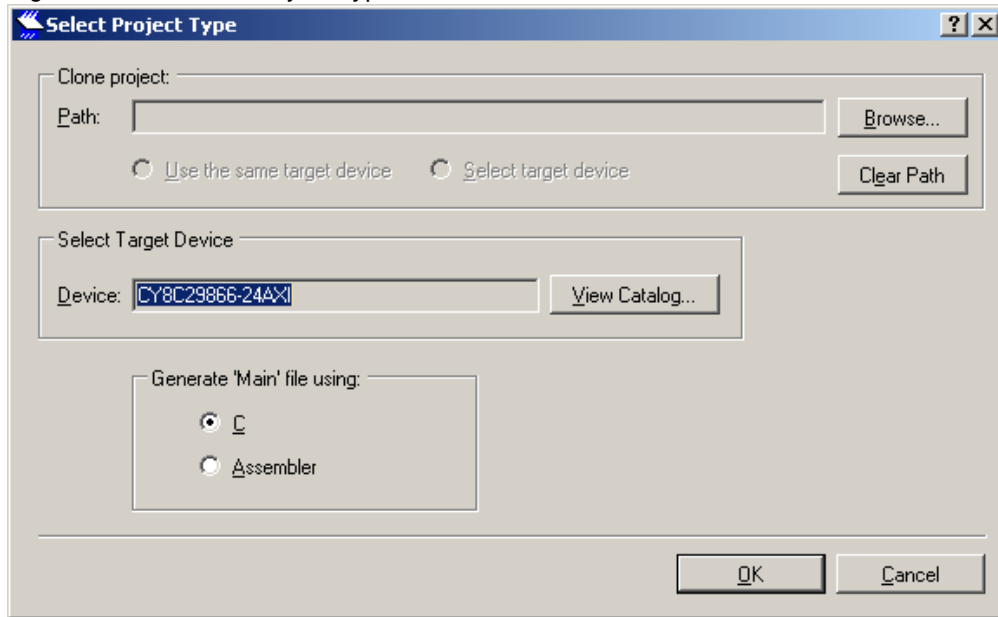 Select Project Type
Clone project:
Path:
Browse...
Use the same target device
Select target device
Clear Path
Select Target Device
Device: CY8C29866-24AXI
View Catalog...
Generate 'Main' file using:
C
Assembler
OK
Cancel